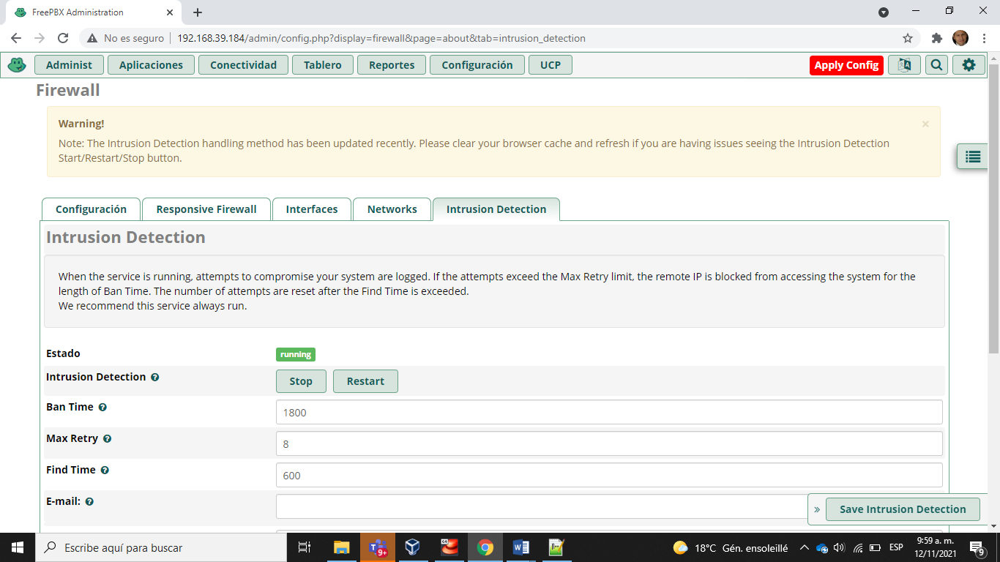 FreePBX Administration
No es seguro
192.168.39.184/admin/config.php?display=firewall&page=about&tab=intrusion_detection
Administ
Aplicaciones
Conectividad
Tablero
Reportes
Configuración
UCP
Apply Config
Firewall
Warning!
Note: The Intrusion Detection handling method has been updated recently. Please clear your browser cache and refresh if you are having issues seeing the Intrusion Detection
Start/Restart/Stop button.
Configuración
Responsive Firewall
Interfaces
Networks
Intrusion Detection
Intrusion Detection
When the service is running, attempts to compromise your system are logged. If the attempts exceed the Max Retry limit, the remote IP is blocked from accessing the system for the
length of Ban Time. The number of attempts are reset after the Find Time is exceeded.
We recommend this service always run.
Estado
running
Intrusion Detection
Stop
Restart
Ban Time
1800
Max Retry
8
Find Time
600
E-mail:
» Save Intrusion Detection
Escribe aquí para buscar
9+
18°C Gén. ensoleillé
ESP
9:59 a. m.
12/11/2021
9